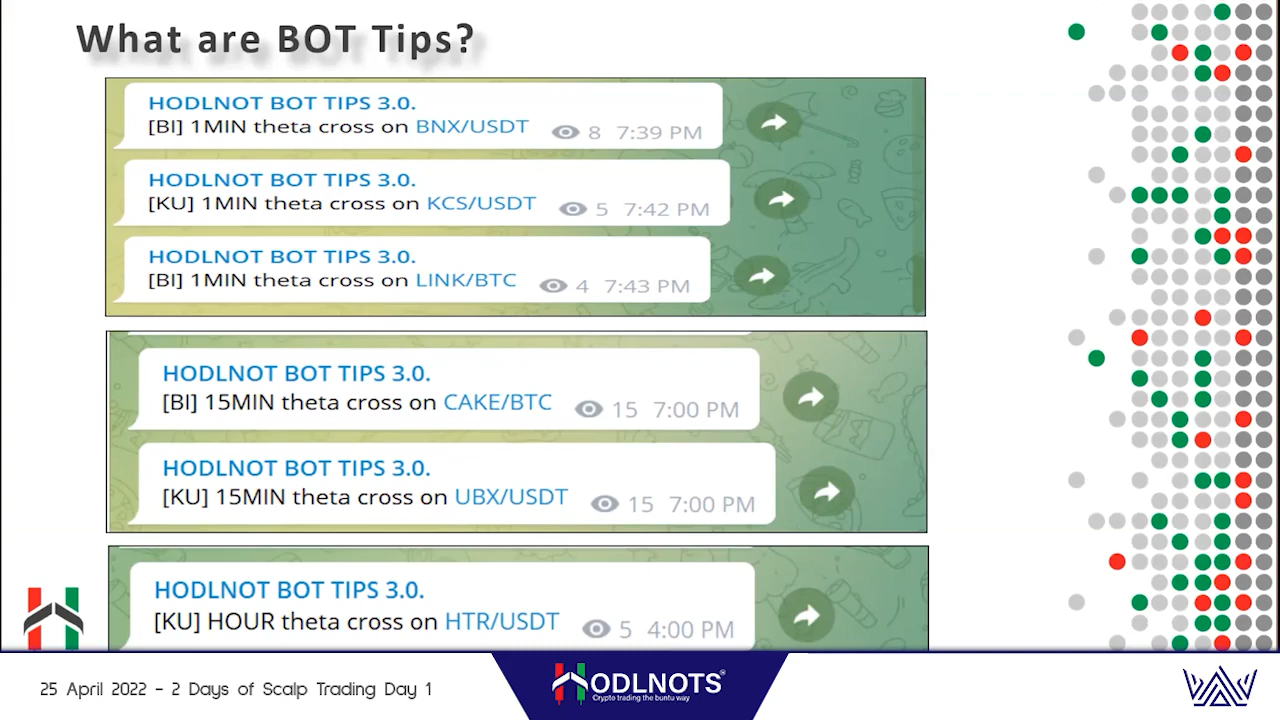 What are BOT Tips?
HODLNOT BOT TIPS 3.0.
[BI] 1MIN theta cross on BNX/USDT 8 7:39 PM
HODLNOT BOT TIPS 3.0.
[KU] 1MIN theta cross on KCS/USDT 5 7:42 PM
HODLNOT BOT TIPS 3.0.
[BI] 1MIN theta cross on LINK/BTC 4 7:43 PM
HODLNOT BOT TIPS 3.0.
[BI] 15MIN theta cross on CAKE/BTC 15 7:00 PM
HODLNOT BOT TIPS 3.0.
[KU] 15MIN theta cross on UBX/USDT 15 7:00 PM
HODLNOT BOT TIPS 3.0.
[KU] HOUR theta cross on HTR/USDT 5 4:00 PM
25 April 2022 - 2 Days of Scalp Trading Day 1
HODLNOTS
Crypto trading the buntu way